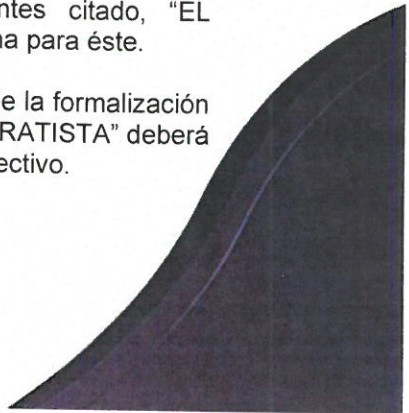 ntes citado, “EL
na para éste.
e la formalización
RATISTA” deberá
ectivo.